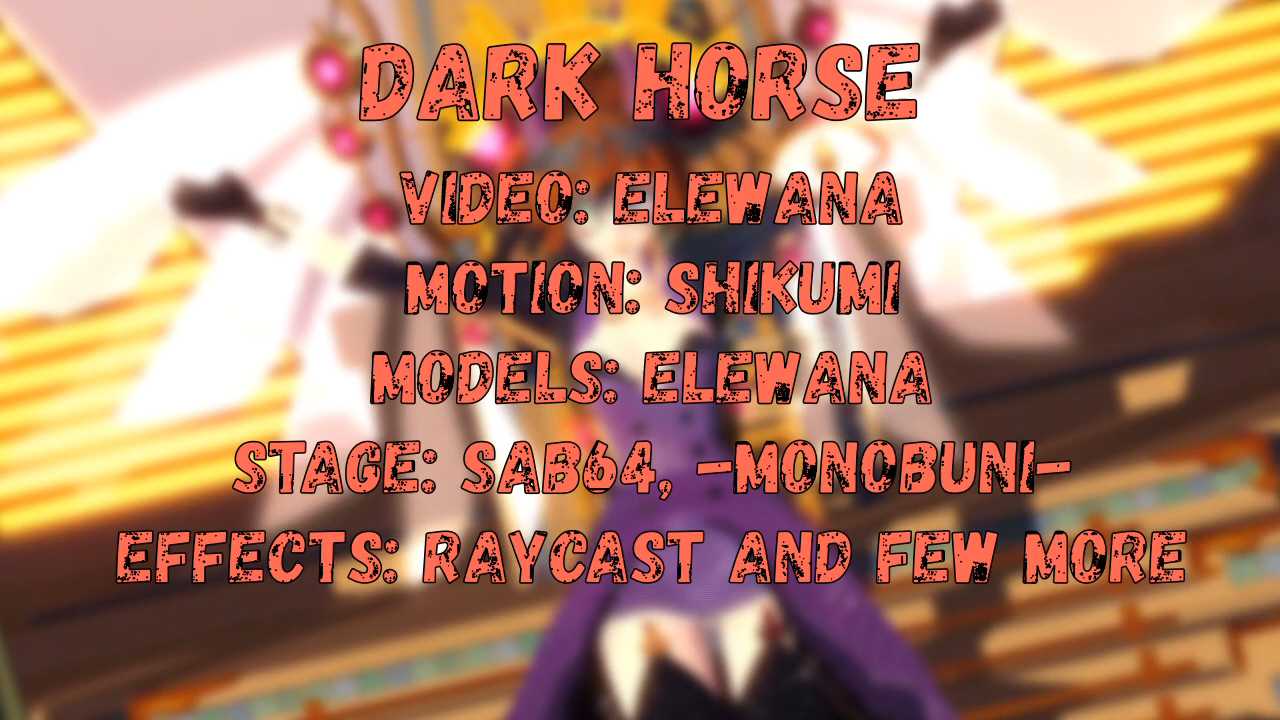 DARK HORSE
VIDEO: ELEWANA
MOTION: SHIKUMI
MODELS: ELEWANA
STAGE: SAB64, -MONOBUNI-
EFFECTS: RAYCAST AND FEW MORE